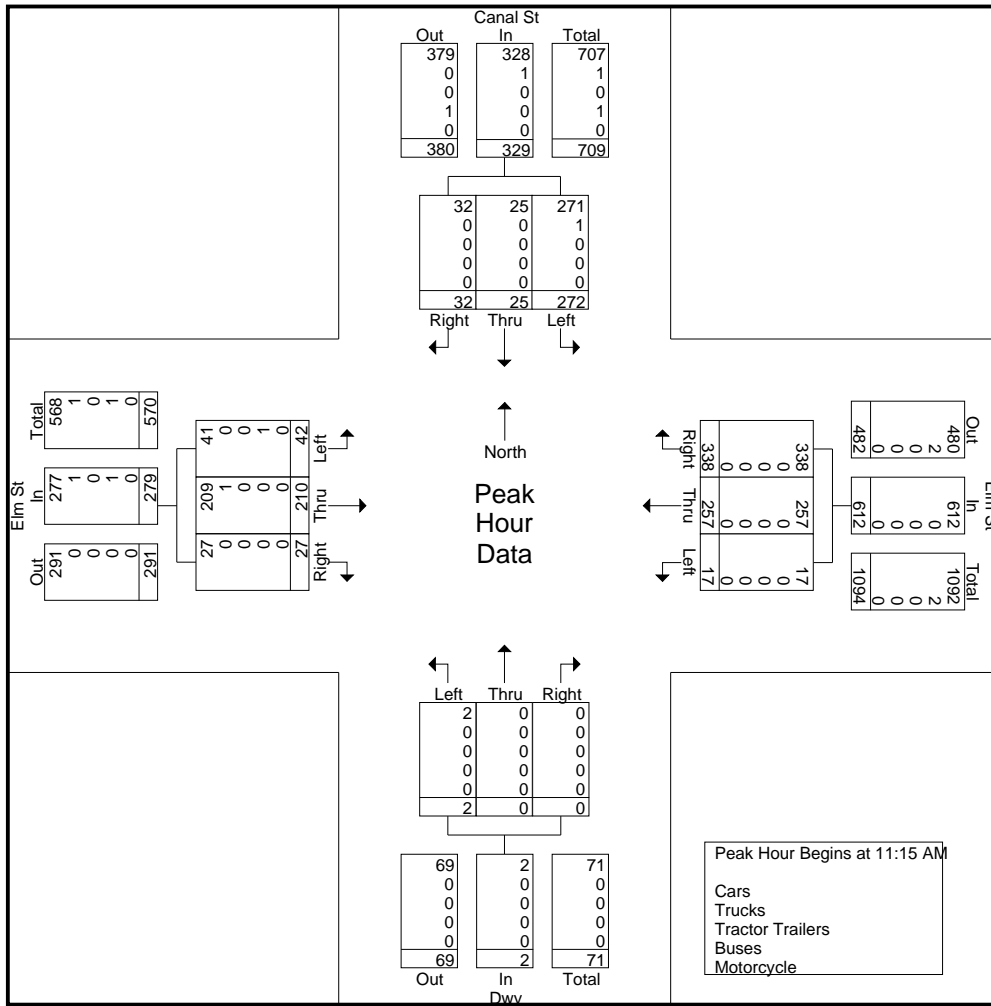 Canal St
Out In Total
379 328 707
0 1 1
0 0 0
1 0 1
0 0 0
380 329 709
32 25 271
0 0 1
0 0 0
0 0 0
0 0 0
32 25 272
Right Thru Left
Elm St
Total
568 1 0 1 0 570
In
277 1 0 1 0 279
Out
291 0 0 0 0 291
41 0 0 1 0 42
Left
209 1 0 0 0 210
Thru
27 0 0 0 0 27
Right
North
Peak
Hour
Data
Right
338 0 0 0 0 338
Thru
257 0 0 0 0 257
Left
17 0 0 0 0 17
Out
480 2 0 0 0 482
In
612 0 0 0 0 612
Total
1092 2 0 0 0 1094
Elm St
Left Thru Right
2 0 0
0 0 0
0 0 0
0 0 0
0 0 0
2 0 0
69 2 71
0 0 0
0 0 0
0 0 0
0 0 0
69 2 71
Out In Total
Dwy
Peak Hour Begins at 11:15 AM
Cars
Trucks
Tractor Trailers
Buses
Motorcycle